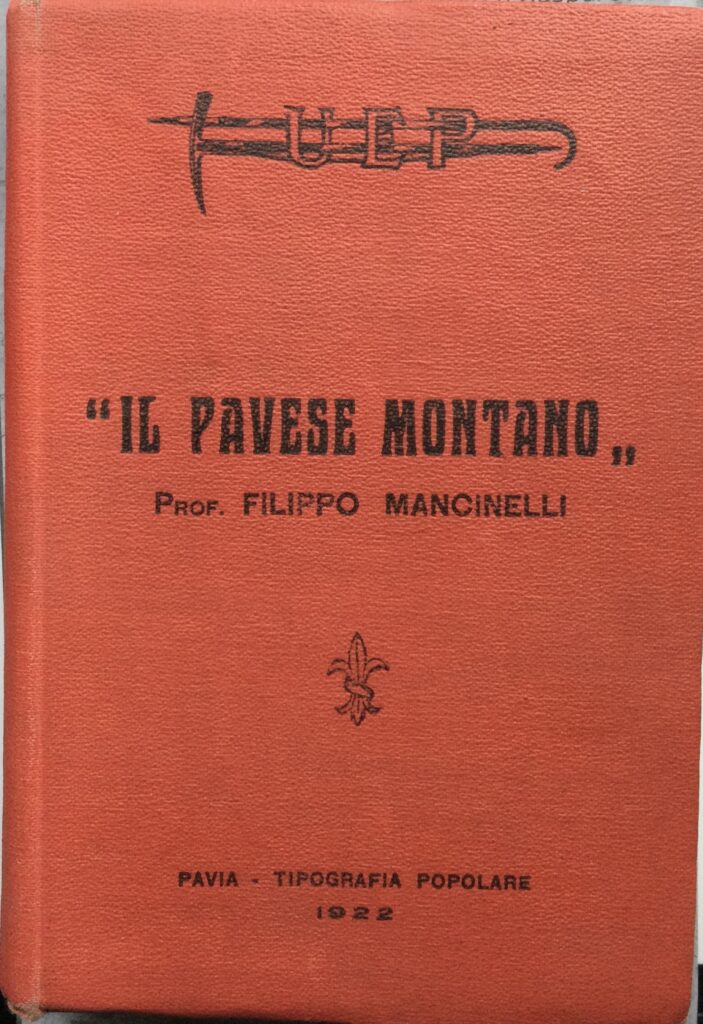 UEP
“IL PAVESE MONTANO„
PROF. FILIPPO MANCINELLI
PAVIA - TIPOGRAFIA POPOLARE
1922